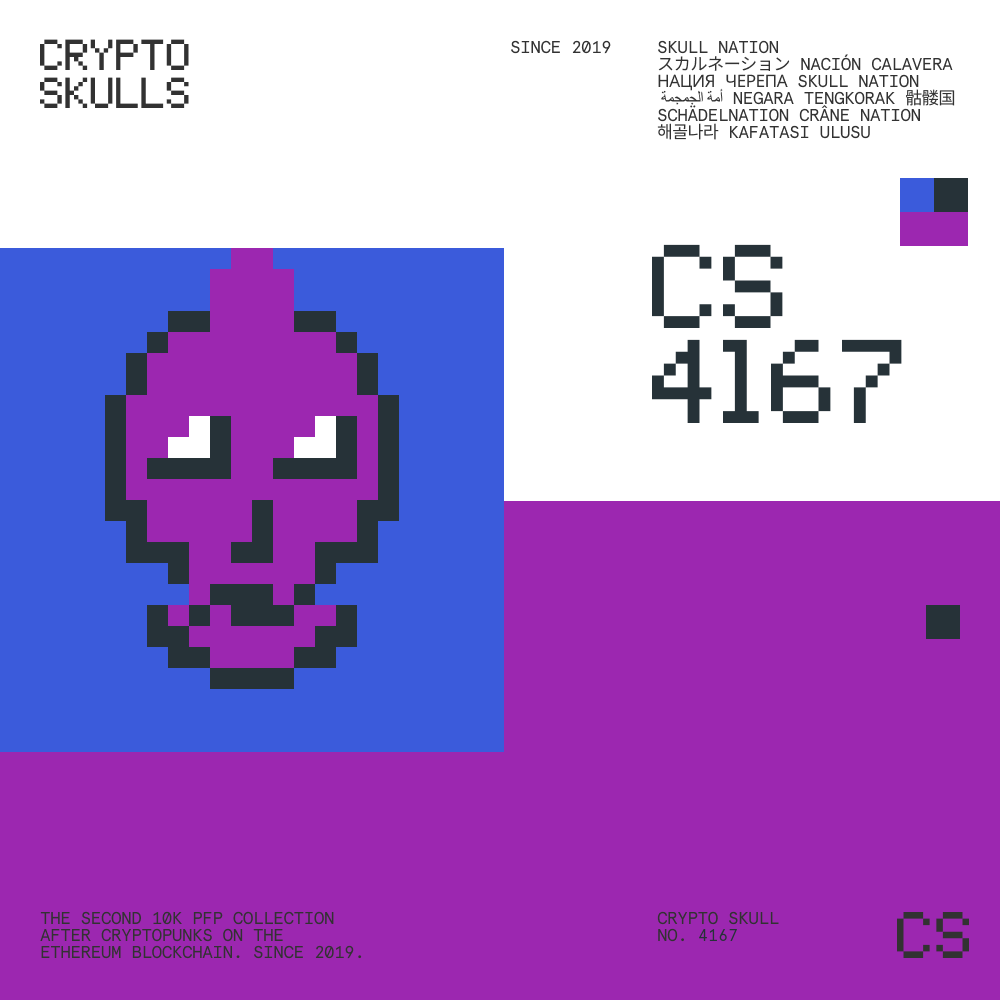 CRYPTO
SKULLS
SINCE 2019
SKULL NATION
スカルネーション NACIÓN CALAVERA
НАЦИЯ ЧЕРЕПА SKULL NATION
أمة الجمجمة NEGARA TENGKORAK 骷髅国
SCHÄDELNATION CRÂNE NATION
해골나라 KAFATASI ULUSU
CS
4167
THE SECOND 10K PFP COLLECTION
AFTER CRYPTOPUNKS ON THE
ETHEREUM BLOCKCHAIN. SINCE 2019.
CRYPTO SKULL
NO. 4167
CS